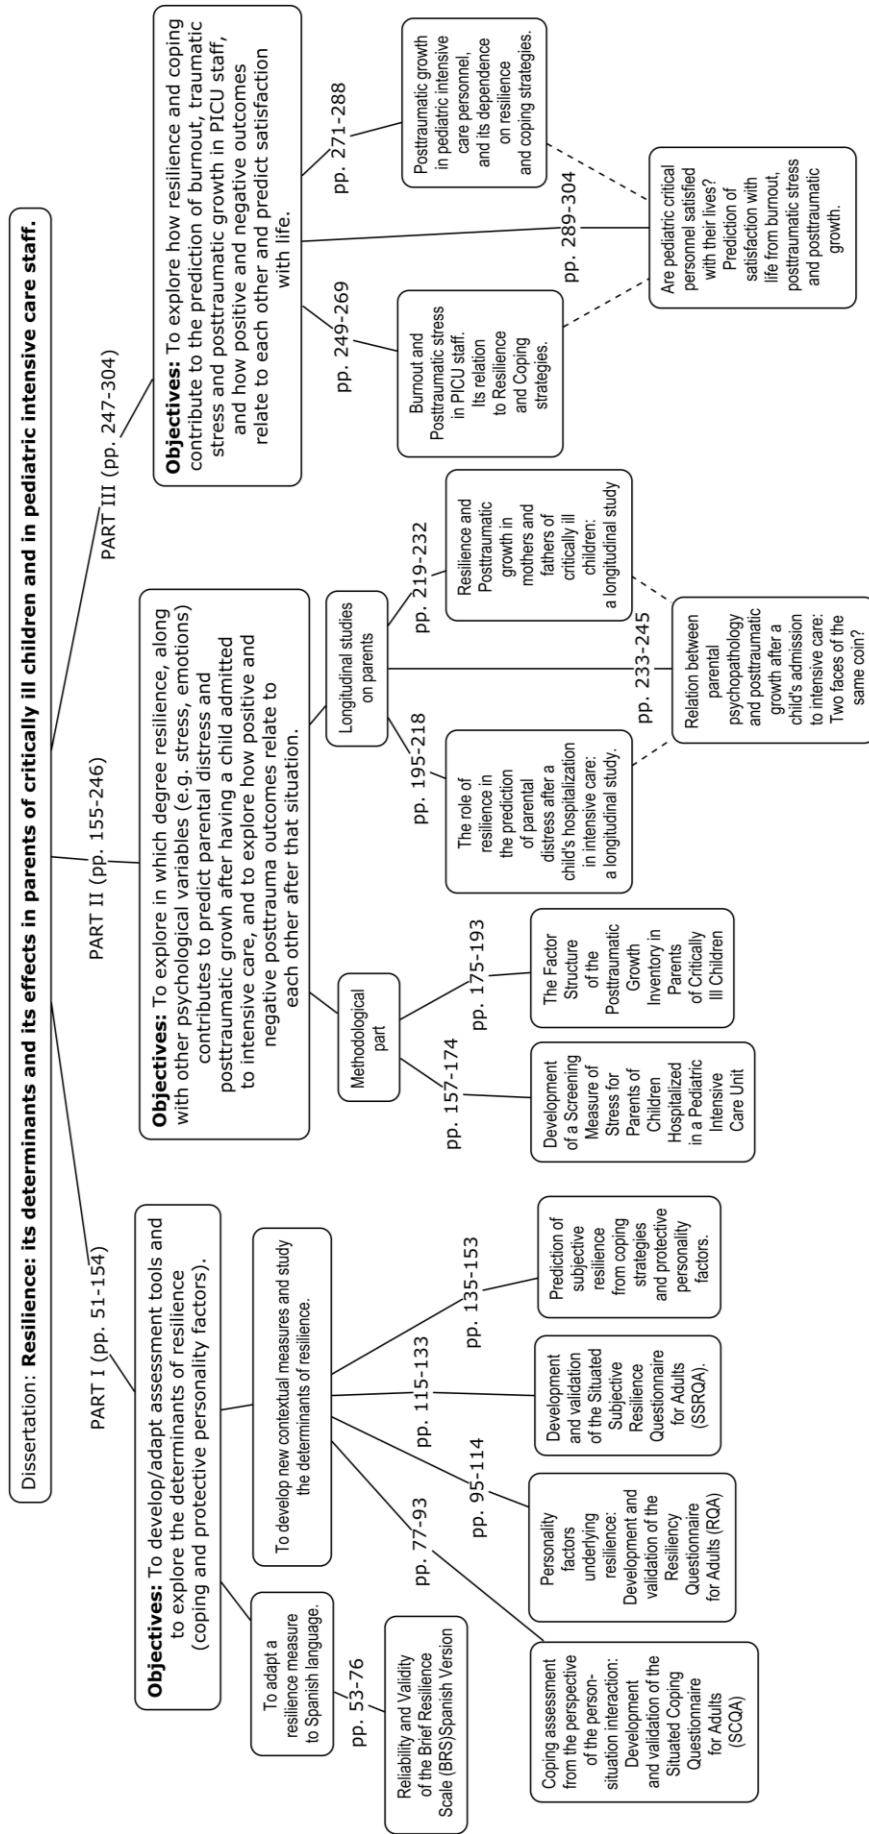 Dissertation: Resilience: its determinants and its effects in parents of critically ill children and in pediatric intensive care staff.
PART I (pp. 51-154)
Objectives: To develop/adapt assessment tools and
to explore the determinants of resilience
(coping and protective personality factors).
To adapt a
resilience measure
to Spanish language.
pp. 53-76
Reliability and Validity
of the Brief Resilience
Scale (BRS)Spanish Version
To develop new contextual measures and study
the determinants of resilience.
pp. 77-93
Coping assessment
from the perspective
of the person-
situation interaction:
Development
and validation of the
Situated Coping
Questionnaire
for Adults
(SCQA)
pp. 95-114
Personality
factors
underlying
resilience:
Development and
validation of the
Resiliency
Questionnaire
for Adults (RQA)
pp. 115-133
Development
and validation
of the Situated
Subjective
Resilience
Questionnaire
for Adults
(SSRQA).
pp. 135-153
Prediction of
subjective
resilience
from coping
strategies
and protective
personality
factors.
PART II (pp. 155-246)
Objectives: To explore in which degree resilience, along
with other psychological variables (e.g. stress, emotions)
contributes to predict parental distress and
posttraumatic growh after having a child admitted
to intensive care, and to explore how positive and
negative posttrauma outcomes relate to
each other after that situation.
Methodological
part
pp. 157-174
Development
of a Screening
Measure of
Stress for
Parents of
Children
Hospitalized
in a Pediatric
Intensive
Care Unit
pp. 175-193
The Factor
Structure
of the
Posttraumatic
Growth
Inventory in
Parents
of Critically
Ill Children
Longitudinal studies
on parents
pp. 195-218
The role of
resilience in
the prediction
of parental
distress after a
child's hospitalization
in intensive care:
a longitudinal study.
pp. 219-232
Resilience and
Posttraumatic
growth in
mothers and
fathers of
critically ill
children:
a longitudinal study
pp. 233-245
Relation between
parental
psychopathology
and posttraumatic
growth after a
child's admission
to intensive care:
Two faces of the
same coin?
PART III (pp. 247-304)
Objectives: To explore how resilience and coping
contribute to the prediction of burnout, traumatic
stress and posttraumatic growth in PICU staff,
and how positive and negative outcomes
relate to each other and predict satisfaction
with life.
pp. 249-269
Burnout and
Posttraumatic stress
in PICU staff.
Its relation
to Resilience
and Coping
strategies.
pp. 271-288
Posttraumatic growth
in pediatric intensive
care personnel,
and its dependence
on resilience
and coping strategies.
pp. 289-304
Are pediatric critical
personnel satisfied
with their lives?
Prediction of
satisfaction with
life from burnout,
posttraumatic stress
and posttraumatic
growth.